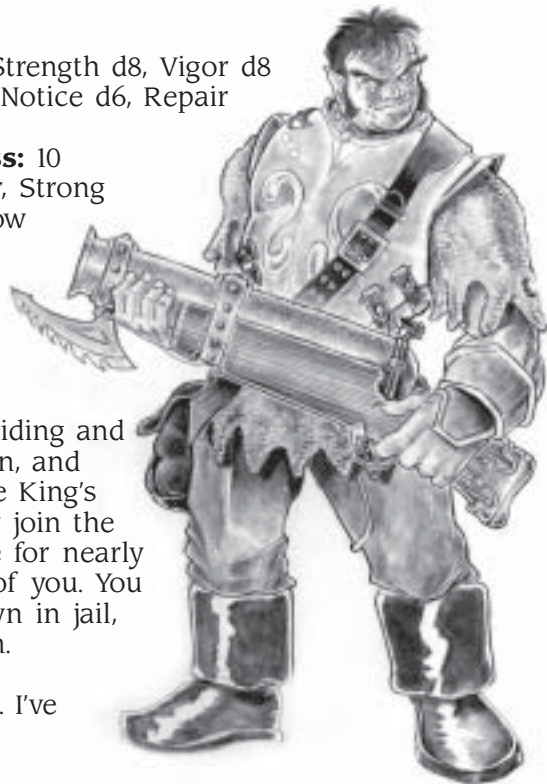 Strength d8, Vigor d8
Notice d6, Repair
ss: 10
r, Strong
ow
iding and
n, and
e King's
join the
e for nearly
of you. You
wn in jail,
n.
. I've